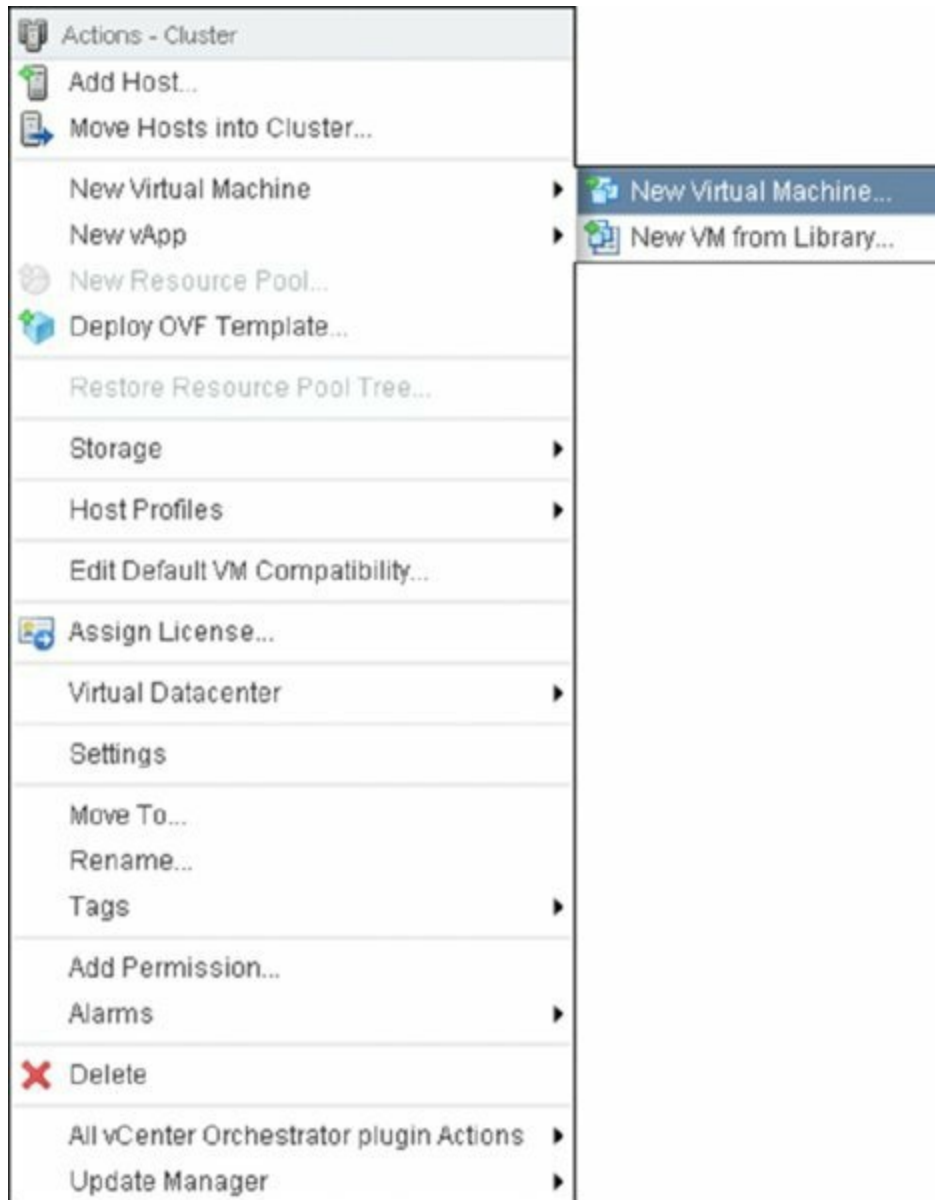 Actions - Cluster
Add Host...
Move Hosts into Cluster...
New Virtual Machine
New Virtual Machine...
New vApp
New VM from Library...
New Resource Pool...
Deploy OVF Template...
Restore Resource Pool Tree...
Storage
Host Profiles
Edit Default VM Compatibility...
Assign License...
Virtual Datacenter
Settings
Move To...
Rename...
Tags
Add Permission...
Alarms
Delete
All vCenter Orchestrator plugin Actions
Update Manager